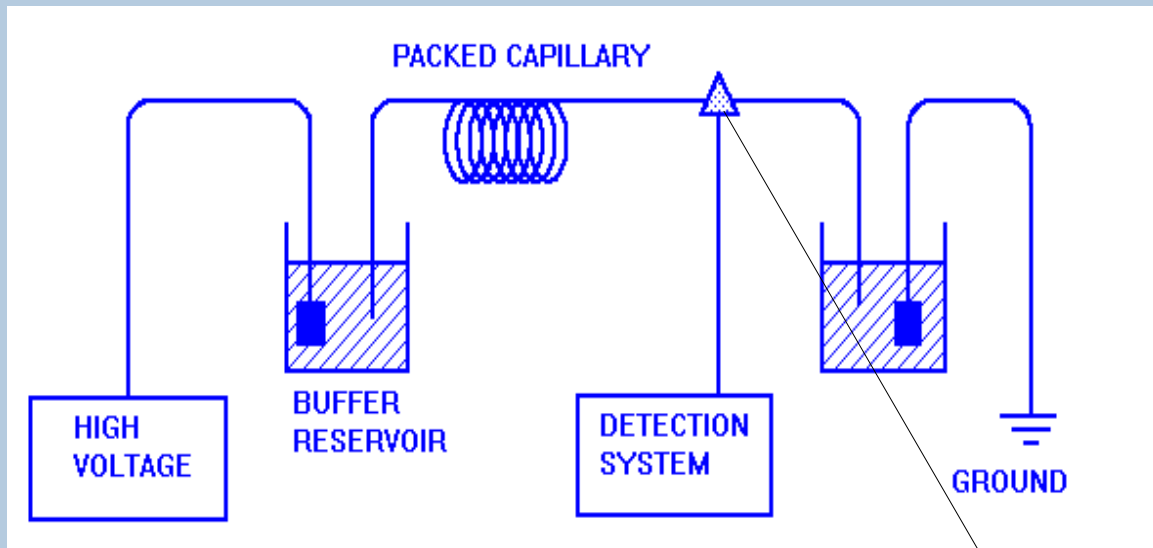 PACKED CAPILLARY
HIGH
VOLTAGE
BUFFER
RESERVOIR
DETECTION
SYSTEM
GROUND